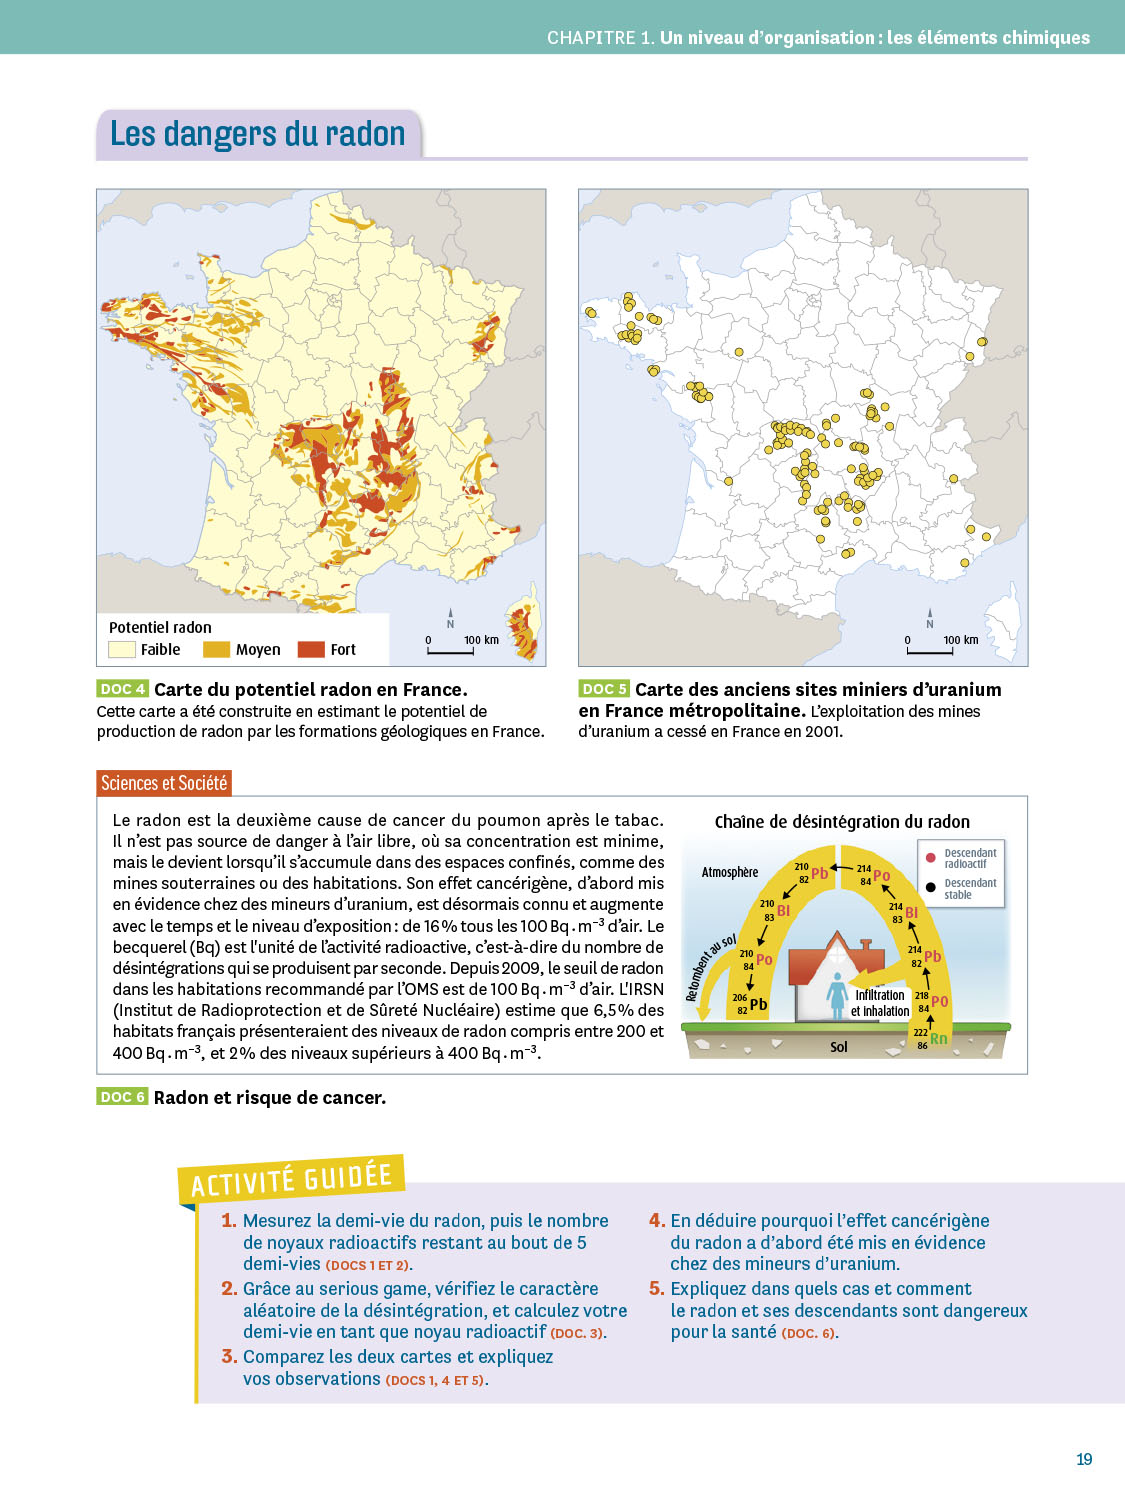 CHAPITRE 1. Un niveau d'organisation : les éléments chimiques
Les dangers du radon
Potentiel radon
Faible Moyen Fort
N
0 100 km
N
0 100 km
DOC 4 Carte du potentiel radon en France.
Cette carte a été construite en estimant le potentiel de
production de radon par les formations géologiques en France.
DOC 5 Carte des anciens sites miniers d'uranium
en France métropolitaine. L'exploitation des mines
d'uranium a cessé en France en 2001.
Sciences et Société
Le radon est la deuxième cause de cancer du poumon après le tabac.
Il n'est pas source de danger à l'air libre, où sa concentration est minime,
mais le devient lorsqu'il s'accumule dans des espaces confinés, comme des
mines souterraines ou des habitations. Son effet cancérigène, d'abord mis
en évidence chez des mineurs d'uranium, est désormais connu et augmente
avec le temps et le niveau d'exposition : de 16 % tous les 100 Bq . m⁻³ d'air. Le
becquerel (Bq) est l'unité de l'activité radioactive, c'est-à-dire du nombre de
désintégrations qui se produisent par seconde. Depuis 2009, le seuil de radon
dans les habitations recommandé par l'OMS est de 100 Bq . m⁻³ d'air. L'IRSN
(Institut de Radioprotection et de Sûreté Nucléaire) estime que 6,5 % des
habitats français présenteraient des niveaux de radon compris entre 200 et
400 Bq . m⁻³, et 2 % des niveaux supérieurs à 400 Bq . m⁻³.
Chaîne de désintégration du radon
Descendant
radioactif
Descendant
stable
Atmosphère
210
82 Pb
214
84 Po
210
83 BI
214
83 BI
210
84 Po
214
82 Pb
206
82 Pb
218
84 PO
222
86 Rn
Retombent au sol
Infiltration
et inhalation
Sol
DOC 6 Radon et risque de cancer.
ACTIVITÉ GUIDÉE
1. Mesurez la demi-vie du radon, puis le nombre
de noyaux radioactifs restant au bout de 5
demi-vies (DOCS 1 ET 2).
2. Grâce au serious game, vérifiez le caractère
aléatoire de la désintégration, et calculez votre
demi-vie en tant que noyau radioactif (DOC. 3).
3. Comparez les deux cartes et expliquez
vos observations (DOCS 1, 4 ET 5).
4. En déduire pourquoi l'effet cancérigène
du radon a d'abord été mis en évidence
chez des mineurs d'uranium.
5. Expliquez dans quels cas et comment
le radon et ses descendants sont dangereux
pour la santé (DOC. 6).
19